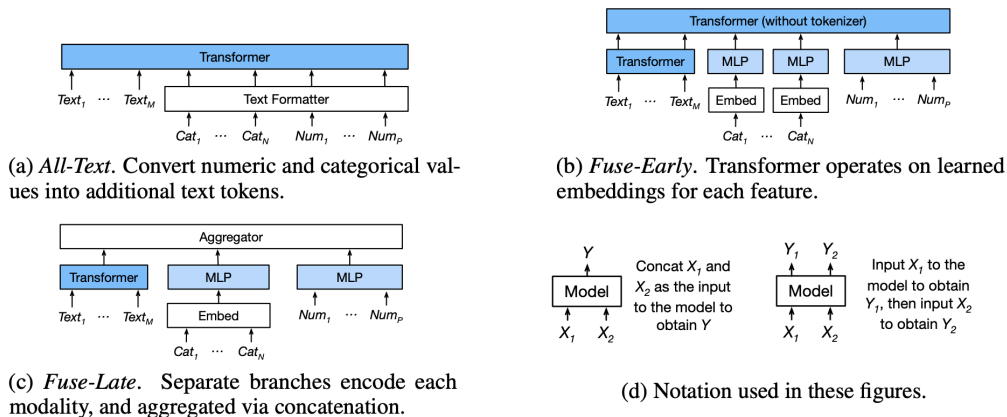 Transformer
Text1 ... TextM
Text Formatter
Cat1 ... CatN Num1 ... NumP
(a) All-Text. Convert numeric and categorical val-
ues into additional text tokens.
Transformer (without tokenizer)
Transformer MLP MLP MLP
Text1 ... TextM Embed Embed Num1 ... NumP
Cat1 ... CatN
(b) Fuse-Early. Transformer operates on learned
embeddings for each feature.
Aggregator
Transformer MLP MLP
Text1 ... TextM Embed Num1 ... NumP
Cat1 ... CatN
(c) Fuse-Late. Separate branches encode each
modality, and aggregated via concatenation.
Y
Model
X1 X2
Concat X1 and
X2 as the input
to the model to
obtain Y
Y1 Y2
Model
X1 X2
Input X1 to the
model to obtain
Y1, then input X2
to obtain Y2
(d) Notation used in these figures.